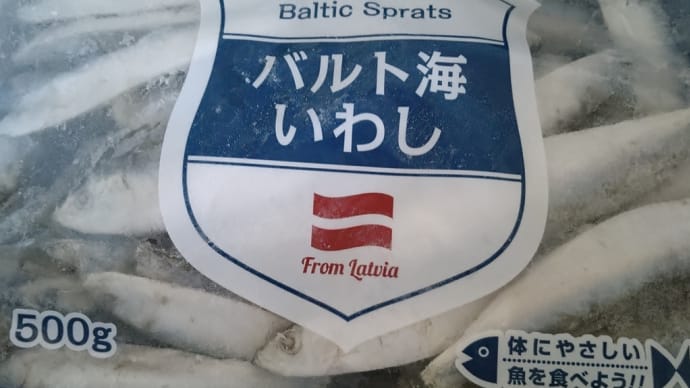 Baltic Sprats
バルト海
いわし
From Latvia
500g
体にやさしい
魚を食べよう!!